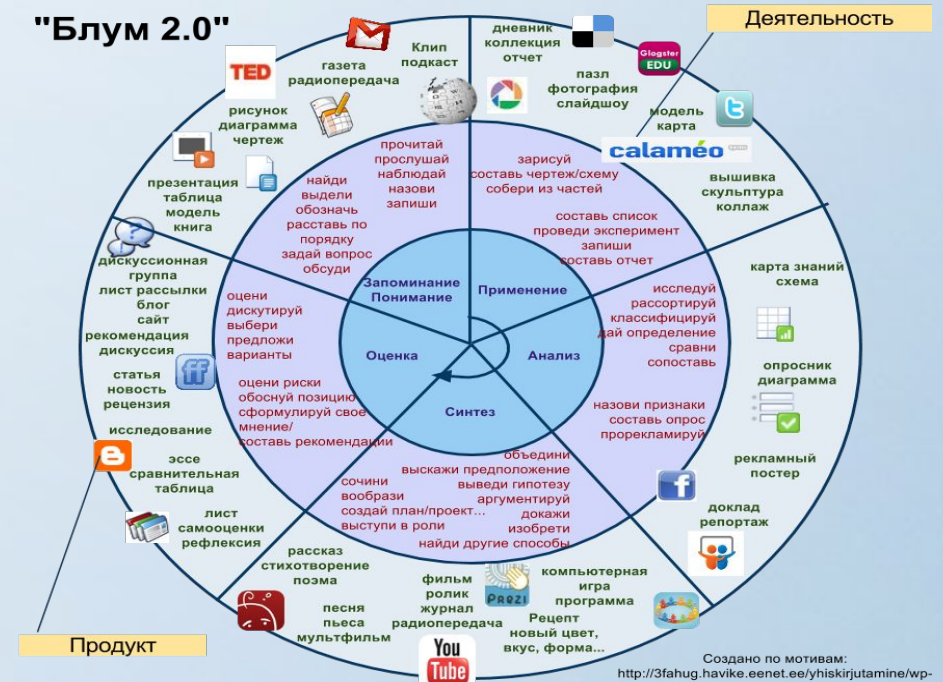 "Блум 2.0"
Деятельность
TED
газета
радиопередача
Клип
подкаст
рисунок
диаграмма
чертеж
презентация
таблица
модель
книга
дневник
коллекция
отчет
Glogster
EDU
пазл
фотография
слайдшоу
модель
карта
calaméo
вышивка
скульптура
коллаж
прочитай
прослушай
наблюдай
назови
запиши
найди
выдели
обозначь
расставь по
порядку
задай вопрос
обсуди
зарисуй
составь чертеж/схему
собери из частей
составь список
проведи эксперимент
запиши
составь отчет
Запоминание
Понимание
Применение
Анализ
Синтез
Оценка
исследуй
рассортируй
классифицируй
дай определение
сравни
сопоставь
назови признаки
составь опрос
прорекламируй
карта знаний
схема
опросник
диаграмма
рекламный
постер
доклад
репортаж
объедини
выскажи предположение
выведи гипотезу
аргументируй
докажи
изобрети
найди другие способы
сочини
вообрази
создай план/проект...
выступи в роли
рассказ
стихотворение
поэма
песня
пьеса
мультфильм
фильм
ролик
журнал
радиопередача
PREZI
компьютерная
игра
программа
Рецепт
новый цвет,
вкус, форма...
You
Tube
оцени
дискутируй
выбери
предложи
варианты
оцени риски
обоснуй позицию
сформулируй свое
мнение/
составь рекомендации
дискуссионная
группа
лист рассылки
блог
сайт
рекомендация
дискуссия
статья
новость
рецензия
ff
исследование
эссе
сравнительная
таблица
лист
самооценки
рефлексия
Продукт
Создано по мотивам:
http://3fahug.havike.eenet.ee/yhiskirjutamine/wp-